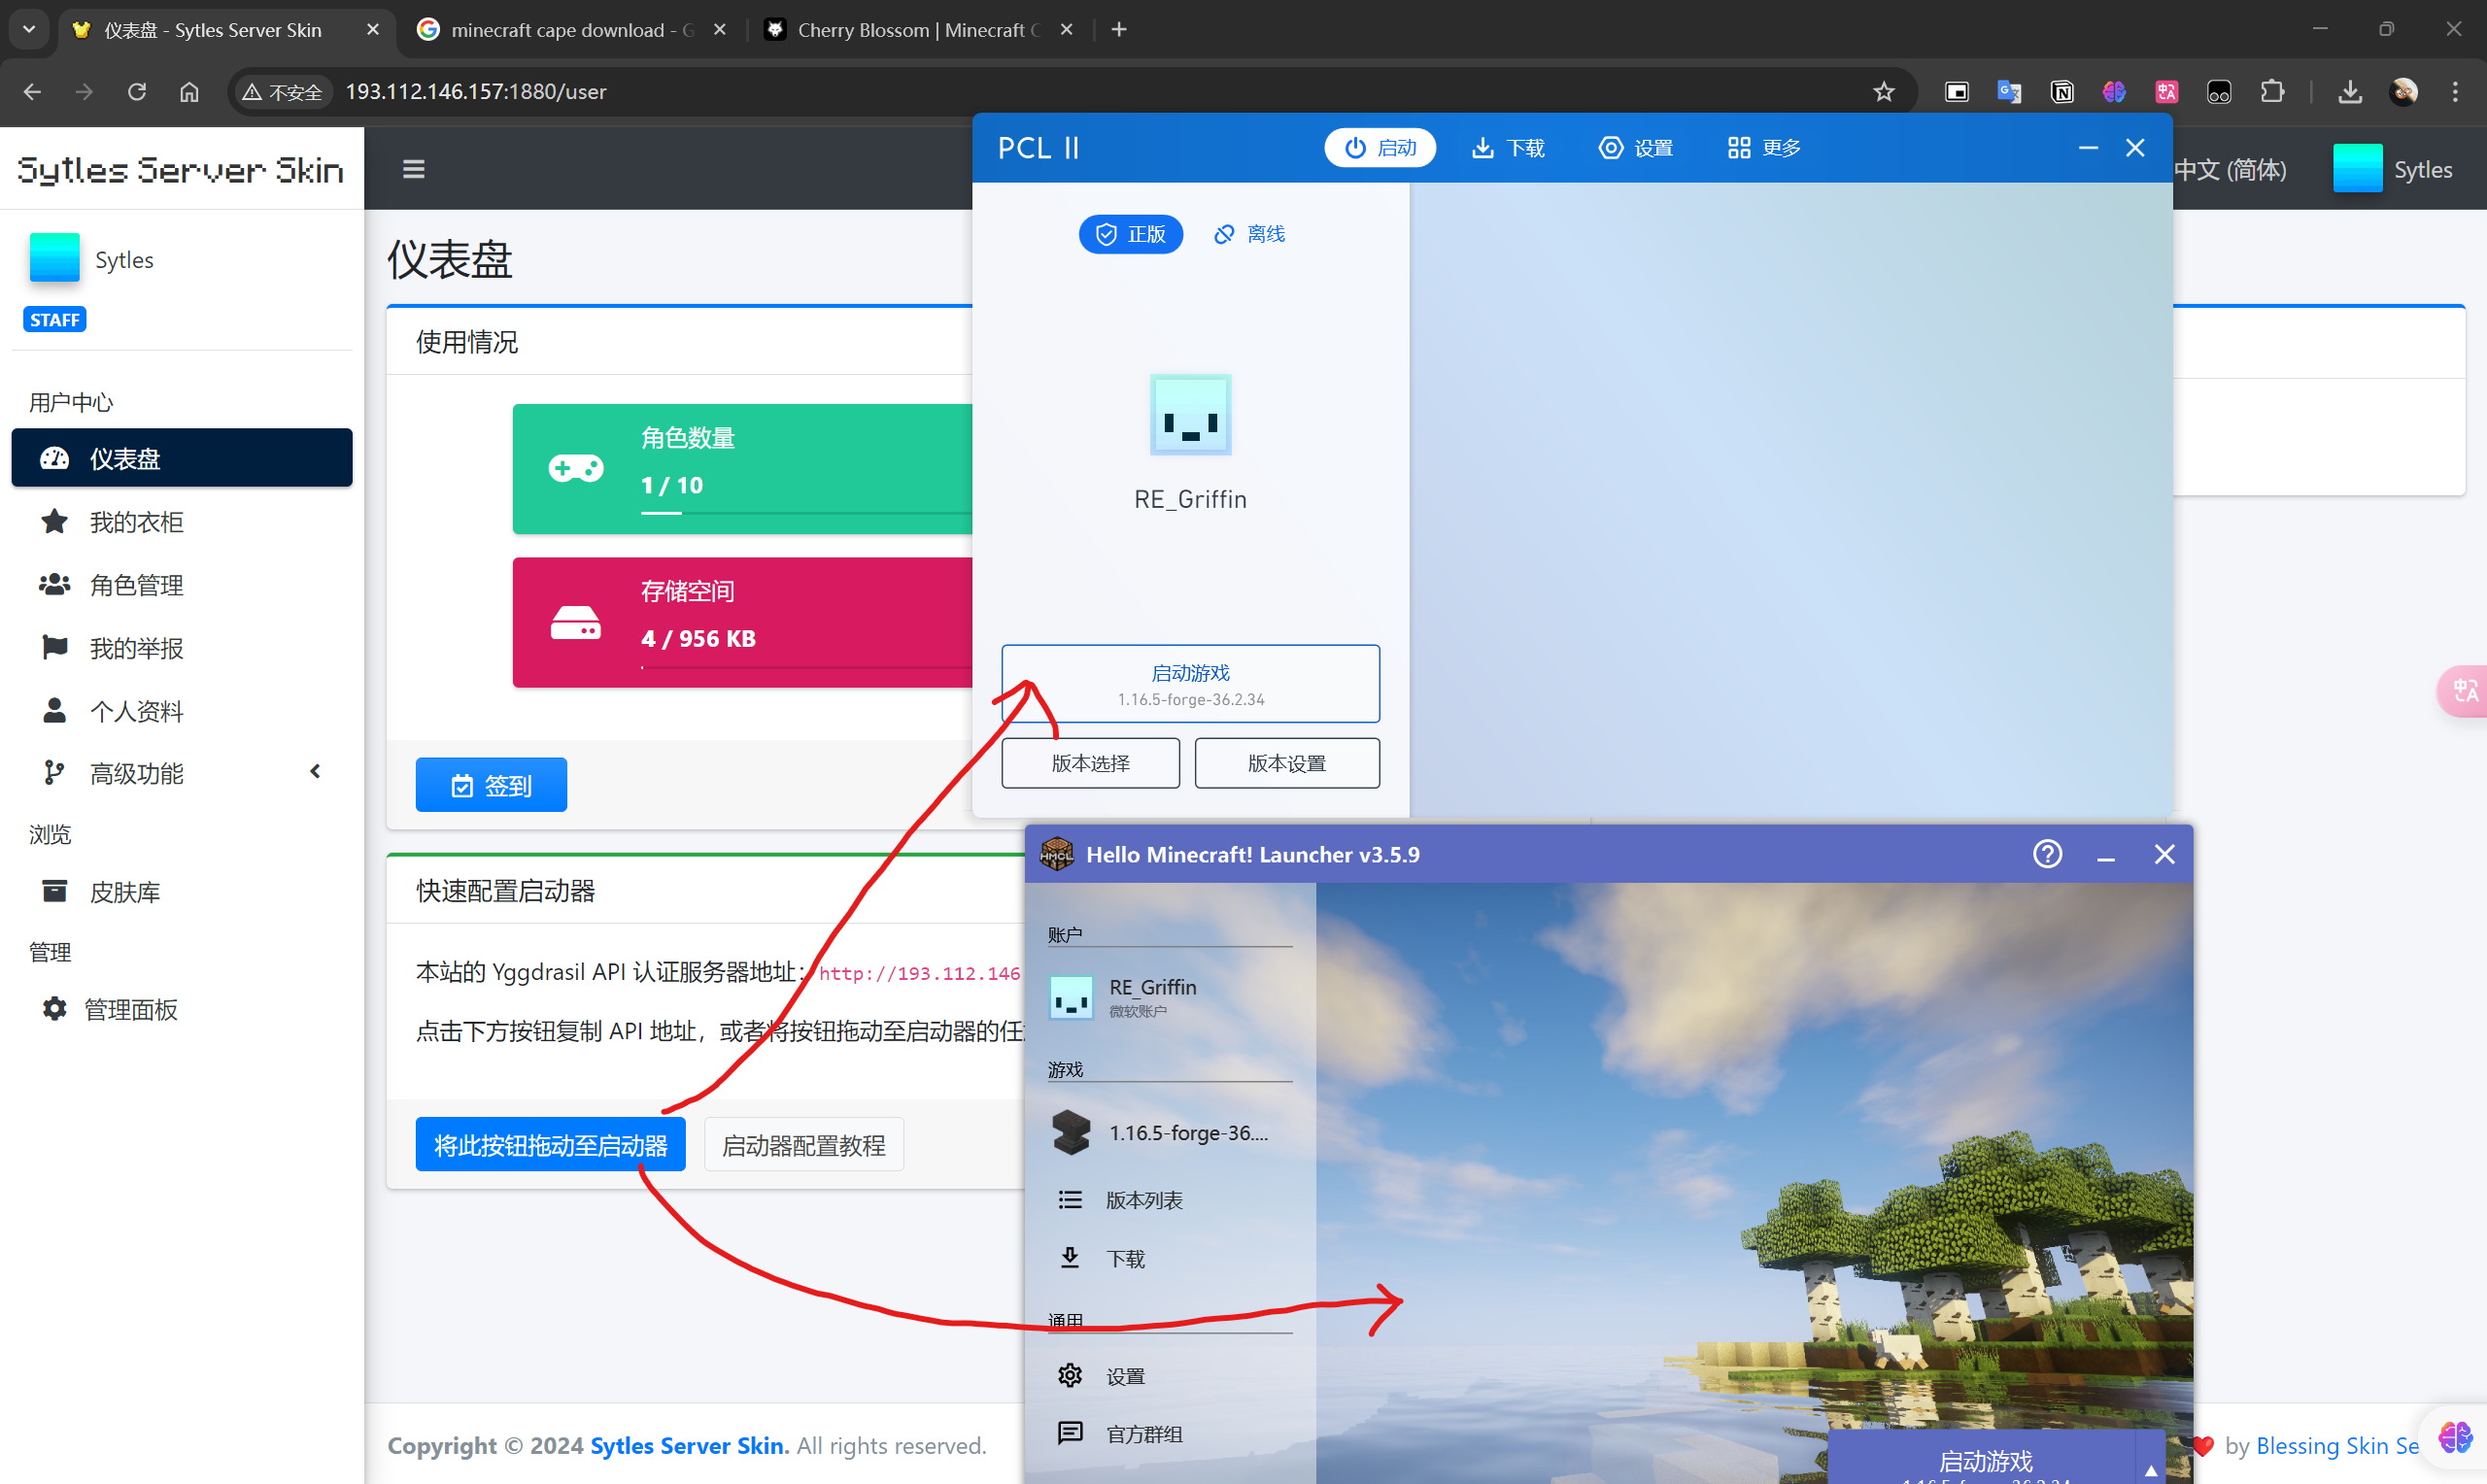 仪表盘 - Sytles Server Skin
minecraft cape download - G
Cherry Blossom | Minecraft C
不安全
193.112.146.157:1880/user
Sytles Server Skin
中文 (简体)
Sytles
Sytles
STAFF
用户中心
仪表盘
我的衣柜
角色管理
我的举报
个人资料
高级功能
浏览
皮肤库
管理
管理面板
仪表盘
使用情况
角色数量
1 / 10
存储空间
4 / 956 KB
签到
快速配置启动器
本站的 Yggdrasil API 认证服务器地址：http://193.112.146
点击下方按钮复制 API 地址，或者将按钮拖动至启动器的任
将此按钮拖动至启动器
启动器配置教程
Copyright © 2024 Sytles Server Skin. All rights reserved.
by Blessing Skin Se
PCL II
启动
下载
设置
更多
正版
离线
RE_Griffin
启动游戏
1.16.5-forge-36.2.34
版本选择
版本设置
HMCL
Hello Minecraft! Launcher v3.5.9
账户
RE_Griffin
微软账户
游戏
1.16.5-forge-36....
版本列表
下载
通用
设置
官方群组
启动游戏